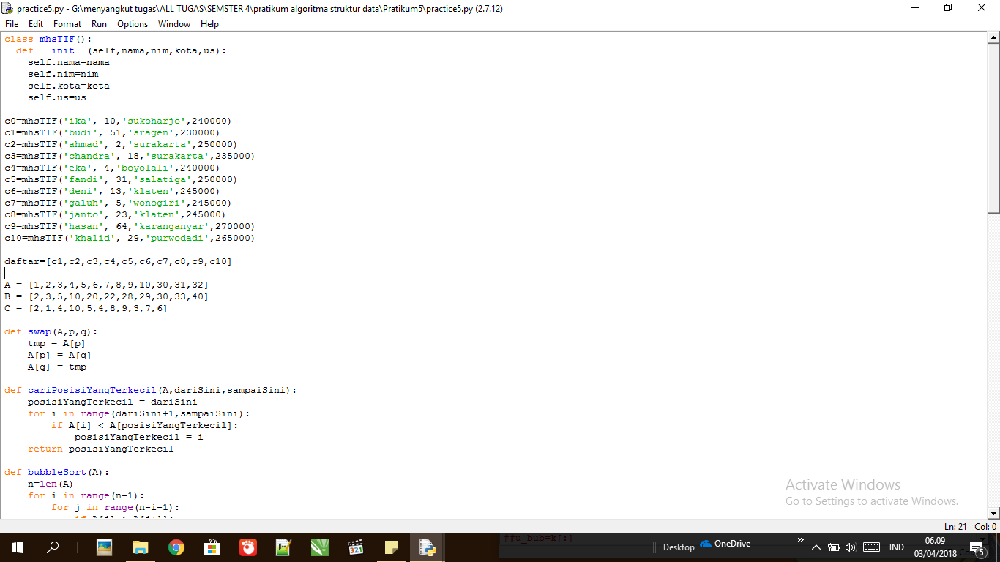 practice5.py - G:\menyangkut tugas\ALL TUGAS\SEMSTER 4\pratikum algoritma struktur data\Pratikum5\practice5.py (2.7.12)
File Edit Format Run Options Window Help
class mhsTIF():
  def __init__(self,nama,nim,kota,us):
    self.nama=nama
    self.nim=nim
    self.kota=kota
    self.us=us

c0=mhsTIF('ika', 10,'sukoharjo',240000)
c1=mhsTIF('budi', 51,'sragen',230000)
c2=mhsTIF('ahmad', 2,'surakarta',250000)
c3=mhsTIF('chandra', 18,'surakarta',235000)
c4=mhsTIF('eka', 4,'boyolali',240000)
c5=mhsTIF('fandi', 31,'salatiga',250000)
c6=mhsTIF('deni', 13,'klaten',245000)
c7=mhsTIF('galuh', 5,'wonogiri',245000)
c8=mhsTIF('janto', 23,'klaten',245000)
c9=mhsTIF('hasan', 64,'karanganyar',270000)
c10=mhsTIF('khalid', 29,'purwodadi',265000)

daftar=[c1,c2,c3,c4,c5,c6,c7,c8,c9,c10]

A = [1,2,3,4,5,6,7,8,9,10,30,31,32]
B = [2,3,5,10,20,22,28,29,30,33,40]
C = [2,1,4,10,5,4,8,9,3,7,6]

def swap(A,p,q):
    tmp = A[p]
    A[p] = A[q]
    A[q] = tmp

def cariPosisiYangTerkecil(A,dariSini,sampaiSini):
    posisiYangTerkecil = dariSini
    for i in range(dariSini+1,sampaiSini):
        if A[i] < A[posisiYangTerkecil]:
            posisiYangTerkecil = i
    return posisiYangTerkecil

def bubbleSort(A):
    n=len(A)
    for i in range(n-1):
        for j in range(n-i-1):
Activate Windows
Go to Settings to activate Windows.
Ln: 21 Col: 0
##u_bub=k[:]
321
Desktop
OneDrive
IND
06.09
03/04/2018
5